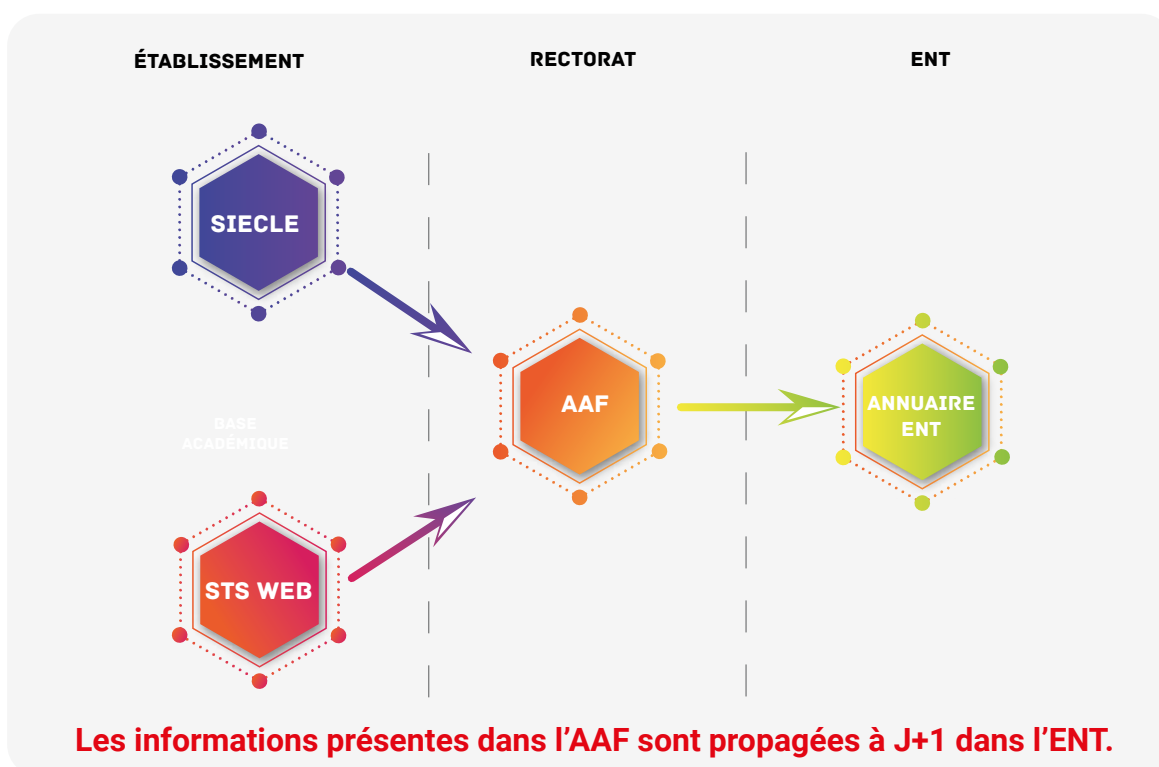 ÉTABLISSEMENT
RECTORAT
ENT
SIECLE
AAF
ANNUAIRE
ENT
BASE
ACADÉMIQUE
STS WEB
Les informations présentes dans l'AAF sont propagées à J+1 dans l'ENT.